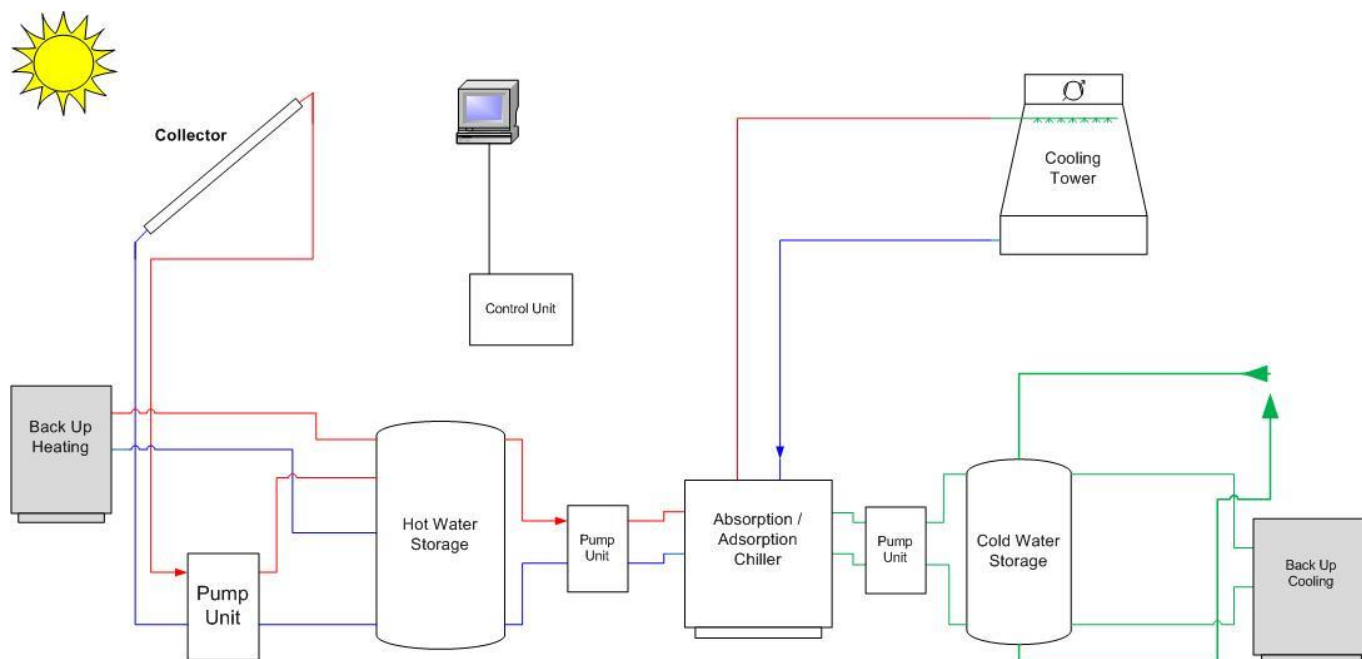 Collector
Cooling
Tower
Control Unit
Back Up
Heating
Hot Water
Storage
Pump
Unit
Pump
Unit
Absorption /
Adsorption
Chiller
Pump
Unit
Cold Water
Storage
Back Up
Cooling